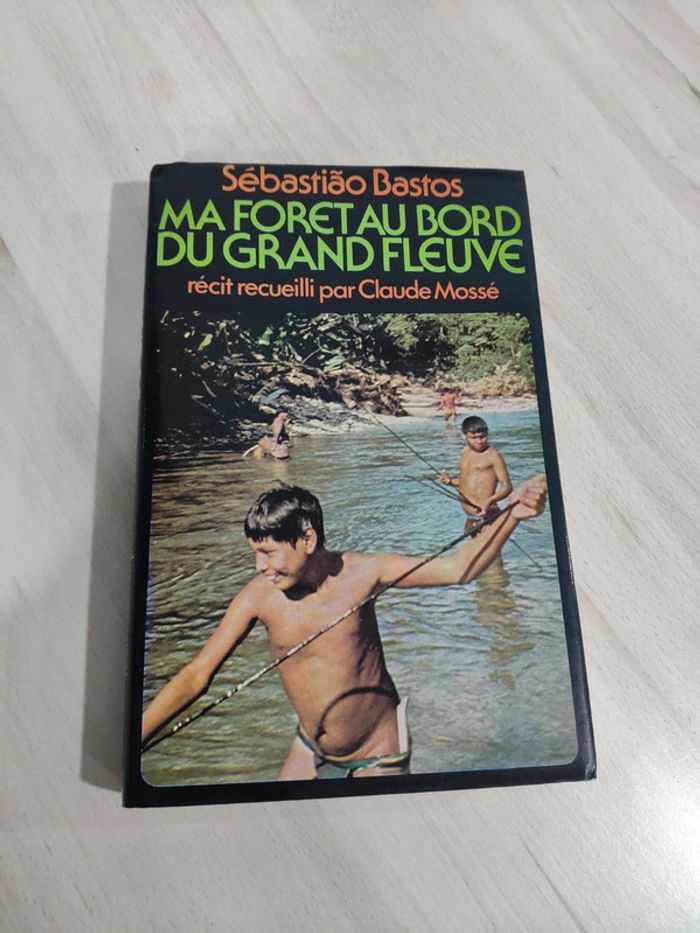 Sébastião Bastos
MA FORET AU BORD
DU GRAND FLEUVE
récit recueilli par Claude Mossé